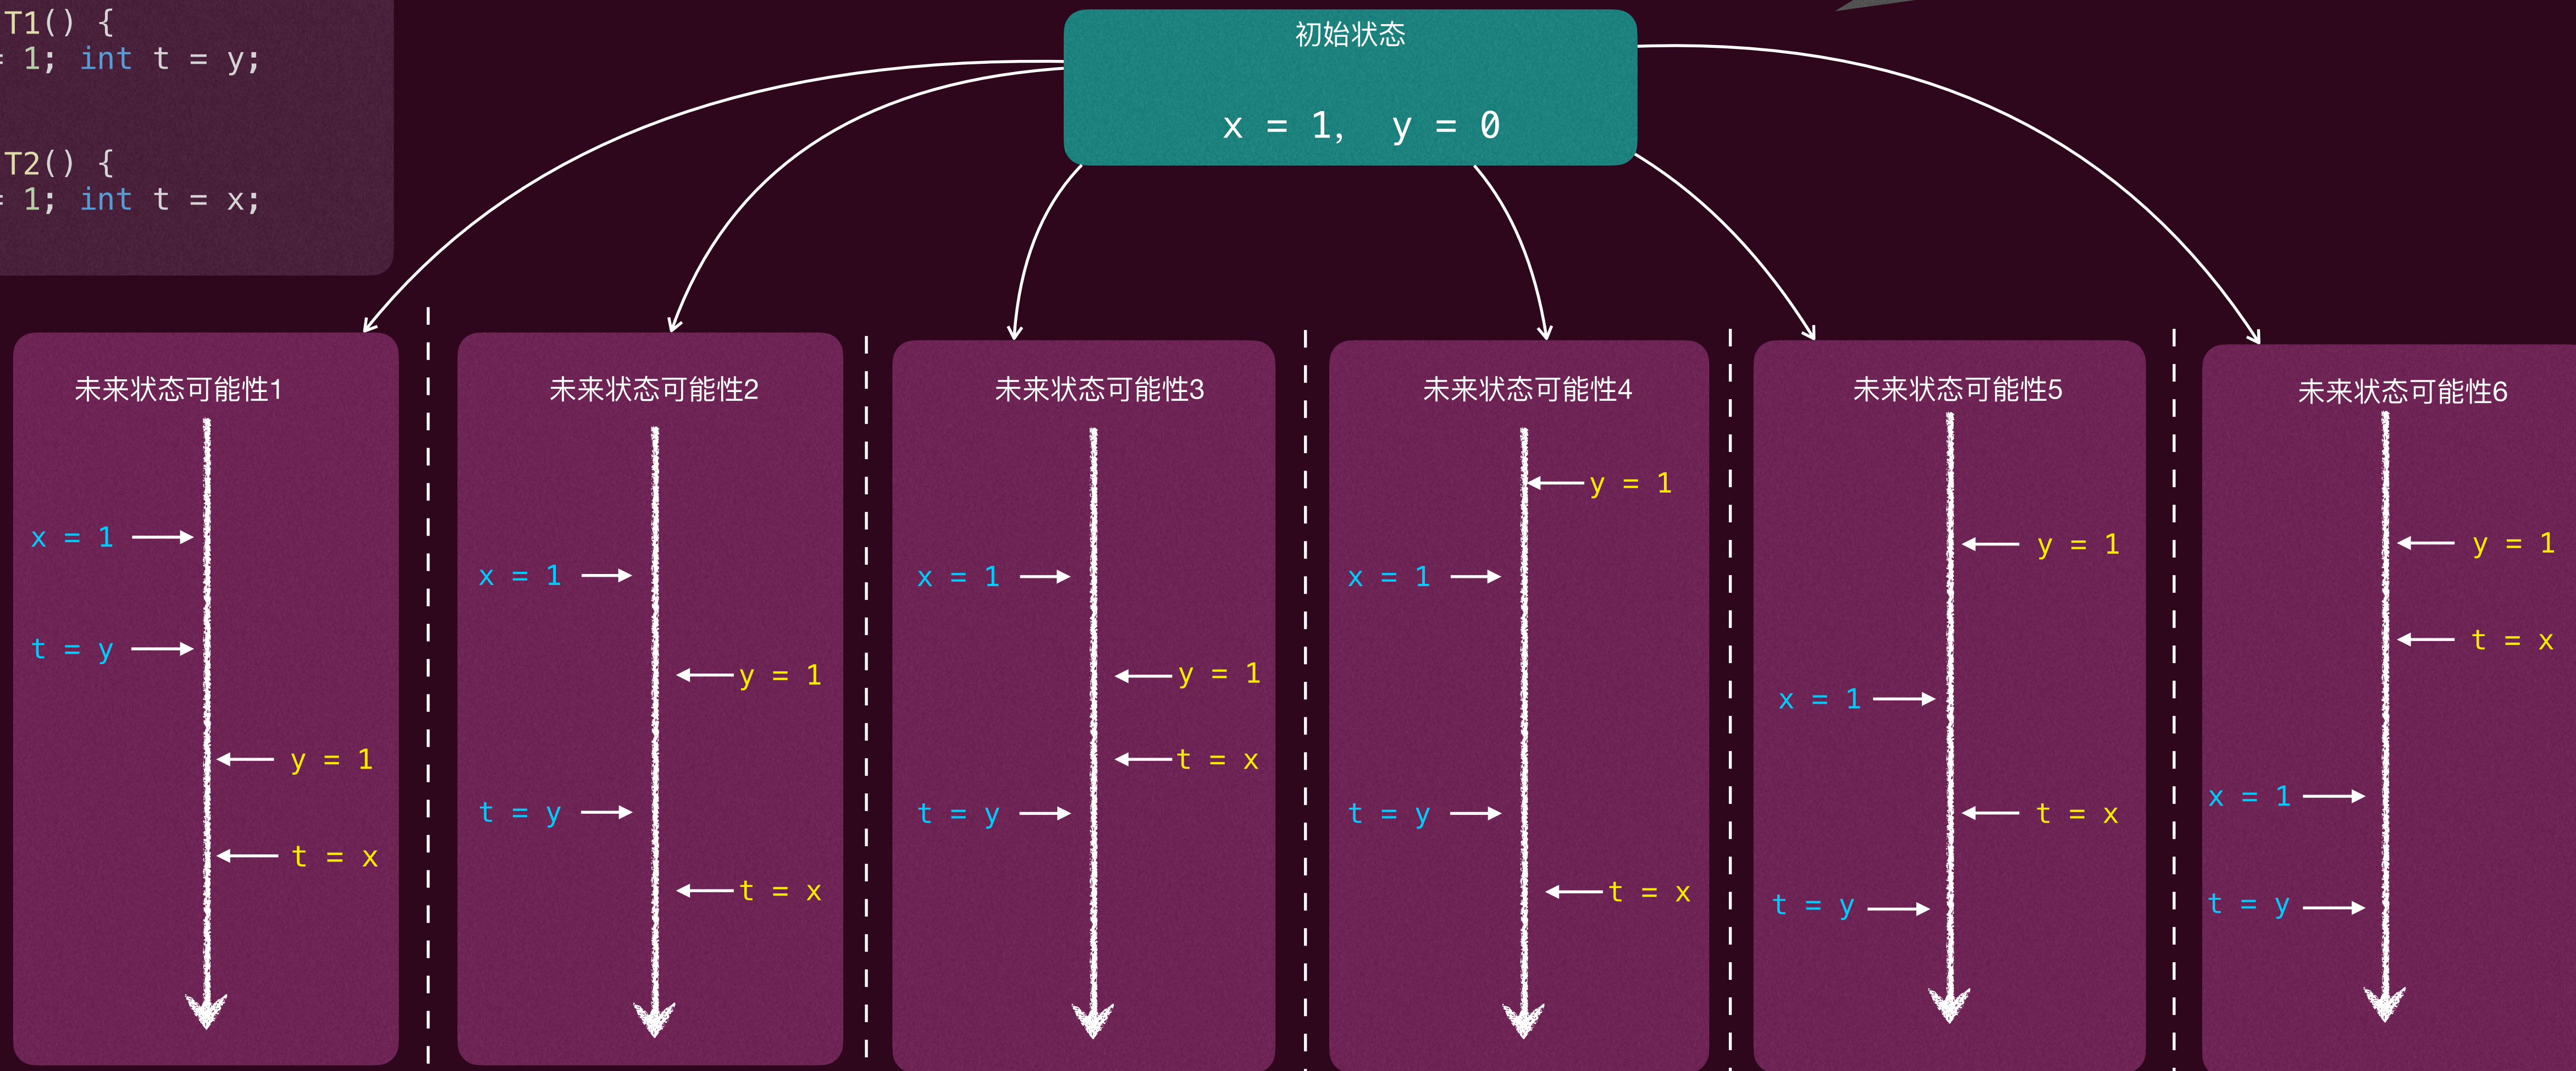 T1() {
= 1; int t = y;
T2() {
= 1; int t = x;
初始状态
x = 1, y = 0
未来状态可能性1
x = 1
t = y
y = 1
t = x
未来状态可能性2
x = 1
y = 1
t = y
t = x
未来状态可能性3
x = 1
y = 1
t = x
t = y
未来状态可能性4
y = 1
x = 1
t = y
t = x
未来状态可能性5
y = 1
x = 1
t = x
t = y
未来状态可能性6
y = 1
t = x
x = 1
t = y